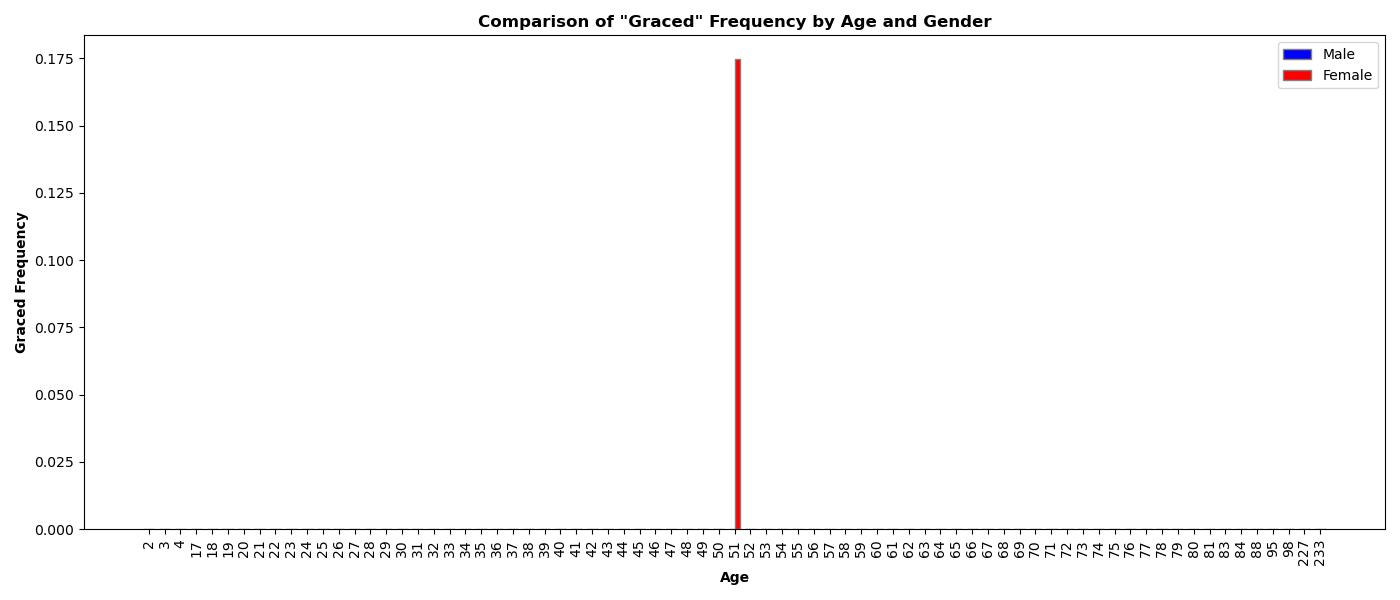 Comparison of "Graced" Frequency by Age and Gender
Male
Female
0.175
0.150
0.125
0.100
0.075
0.050
0.025
0.000
Graced Frequency
2 3 4 17 18 19 20 21 22 23 24 25 26 27 28 29 30 31 32 33 34 35 36 37 38 39 40 41 42 43 44 45 46 47 48 49 50 51 52 53 54 55 56 57 58 59 60 61 62 63 64 65 66 67 68 69 70 71 72 73 74 75 76 77 78 79 80 81 83 84 88 95 98 227 233
Age